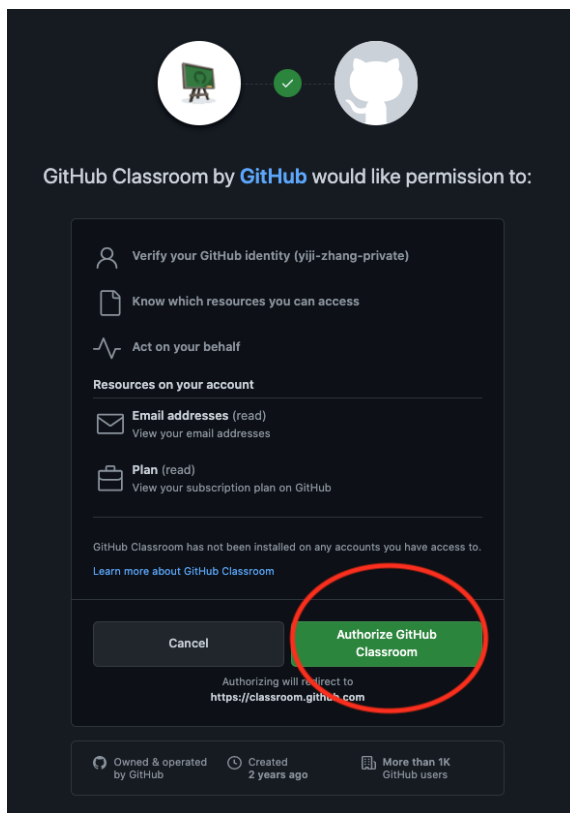 GitHub Classroom by GitHub would like permission to:
Verify your GitHub identity (yiji-zhang-private)
Know which resources you can access
Act on your behalf
Resources on your account
Email addresses (read)
View your email addresses
Plan (read)
View your subscription plan on GitHub
GitHub Classroom has not been installed on any accounts you have access to.
Learn more about GitHub Classroom
Cancel
Authorize GitHub
Classroom
Authorizing will redirect to
https://classroom.github.com
Owned & operated
by GitHub
Created
2 years ago
More than 1K
GitHub users